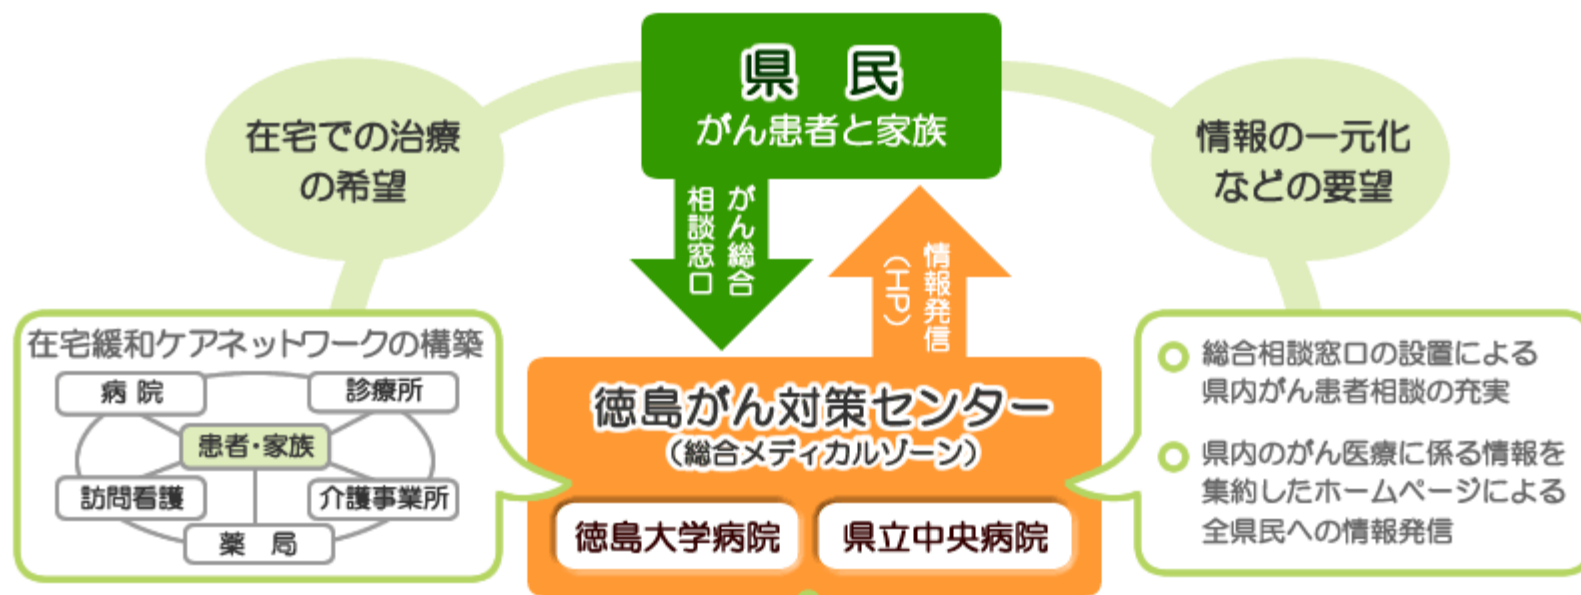 県　民
がん患者と家族
在宅での治療
の希望
情報の一元化
などの要望
がん総合
相談窓口
情報発信
（HP）
在宅緩和ケアネットワークの構築
病 院
診療所
患者・家族
訪問看護
介護事業所
薬　局
徳島がん対策センター
（総合メディカルゾーン）
徳島大学病院
県立中央病院
総合相談窓口の設置による
県内がん患者相談の充実
県内のがん医療に係る情報を
集約したホームページによる
全県民への情報発信